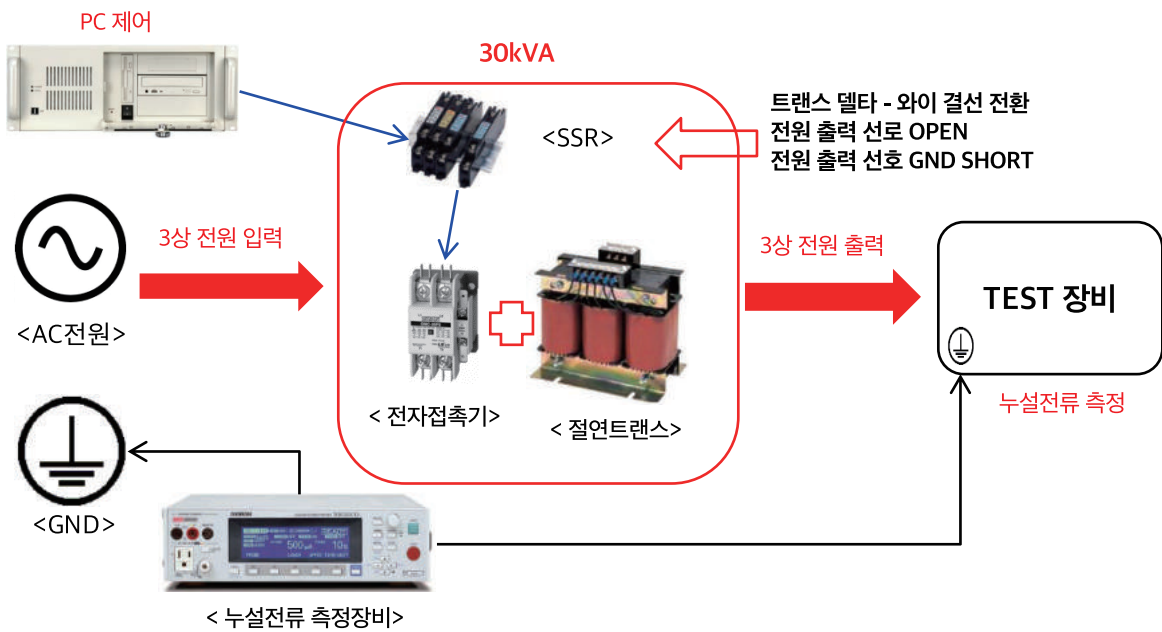 PC 제어
30kVA
<SSR>
트랜스 델타 - 와이 결선 전환
전원 출력 선로 OPEN
전원 출력 선호 GND SHORT
3상 전원 입력
3상 전원 출력
TEST 장비
<AC전원>
< 전자접촉기>
< 절연트랜스>
누설전류 측정
<GND>
500㎂ 10s
< 누설전류 측정장비>